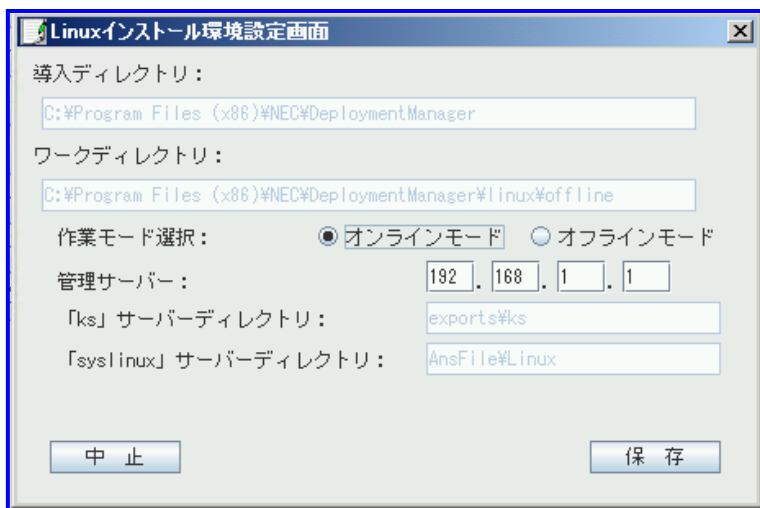 Linuxインストール環境設定画面
導入ディレクトリ：
C:¥Program Files (x86)¥NEC¥DeploymentManager
ワークディレクトリ：
C:¥Program Files (x86)¥NEC¥DeploymentManager¥linux¥offline
作業モード選択： オンラインモード オフラインモード
管理サーバー： 192 . 168 . 1 . 1
「ks」サーバーディレクトリ： exports¥ks
「syslinux」サーバーディレクトリ： AnsFile¥Linux
中 止 保 存